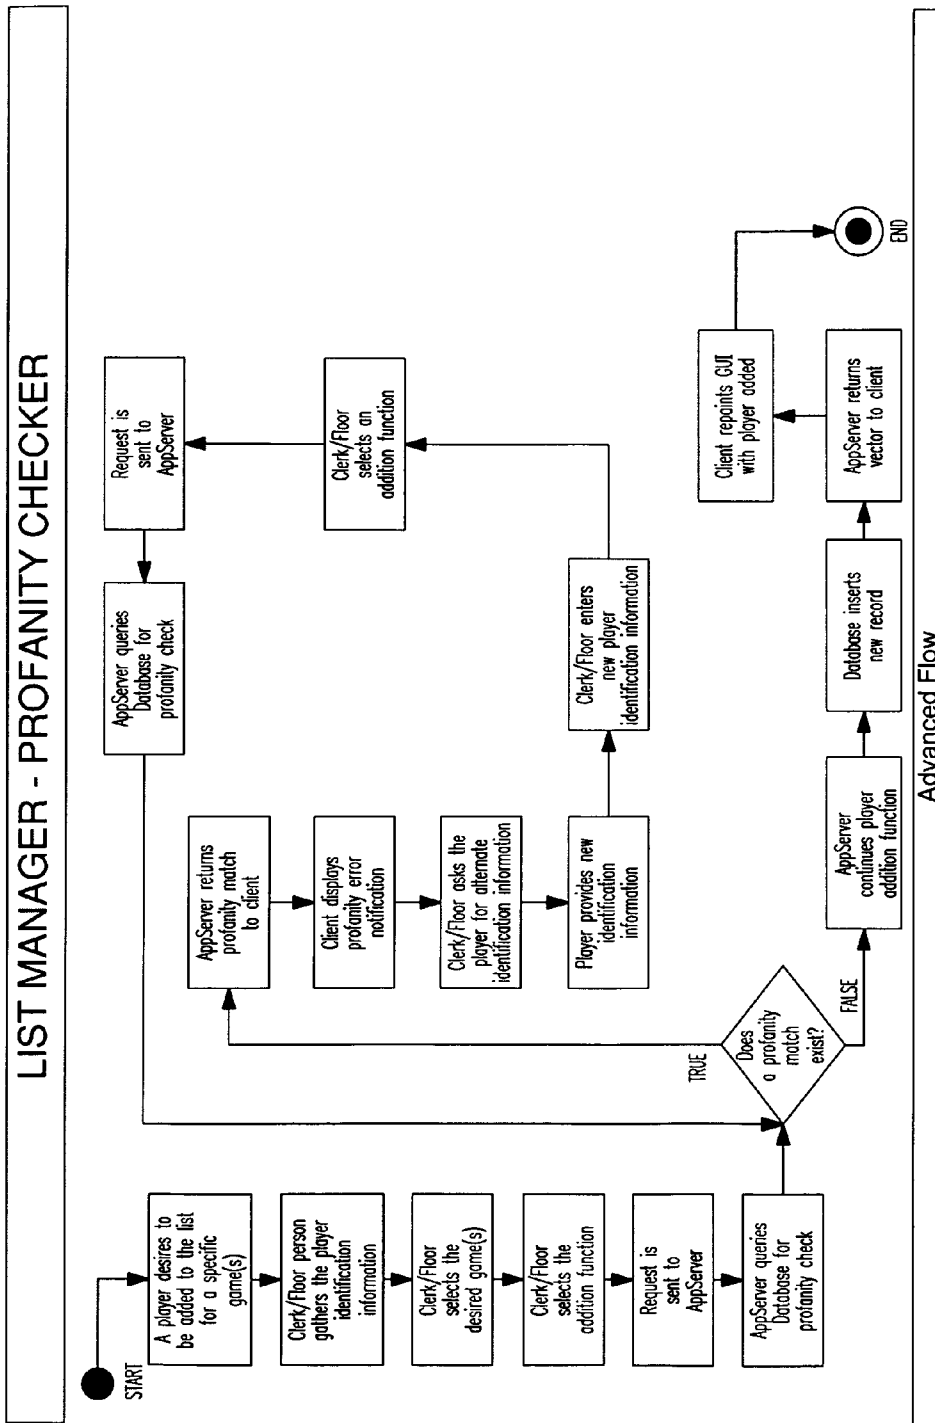 LIST MANAGER - PROFANITY CHECKER
START
A player desires to
be added to the list
for a specific
game(s)
Clerk/Floor person
gathers the player
identification
information
Clerk/Floor
selects the
desired game(s)
Clerk/Floor
selects the
addition function
Request is
sent to
AppServer
AppServer queries
Database for
profanity check
Does
a profanity
match
exist?
TRUE
FALSE
AppServer returns
profanity match
to client
Client displays
profanity error
notification
Clerk/Floor asks the
player for alternate
identification information
Player provides new
identification
information
Clerk/Floor enters
new player
identification information
Clerk/Floor
selects an
addition function
Request is
sent to
AppServer
AppServer queries
Database for
profanity check
AppServer
continues player
addition function
Database inserts
new record
AppServer returns
vector to client
Client repaints GUI
with player added
END
Advanced Flow